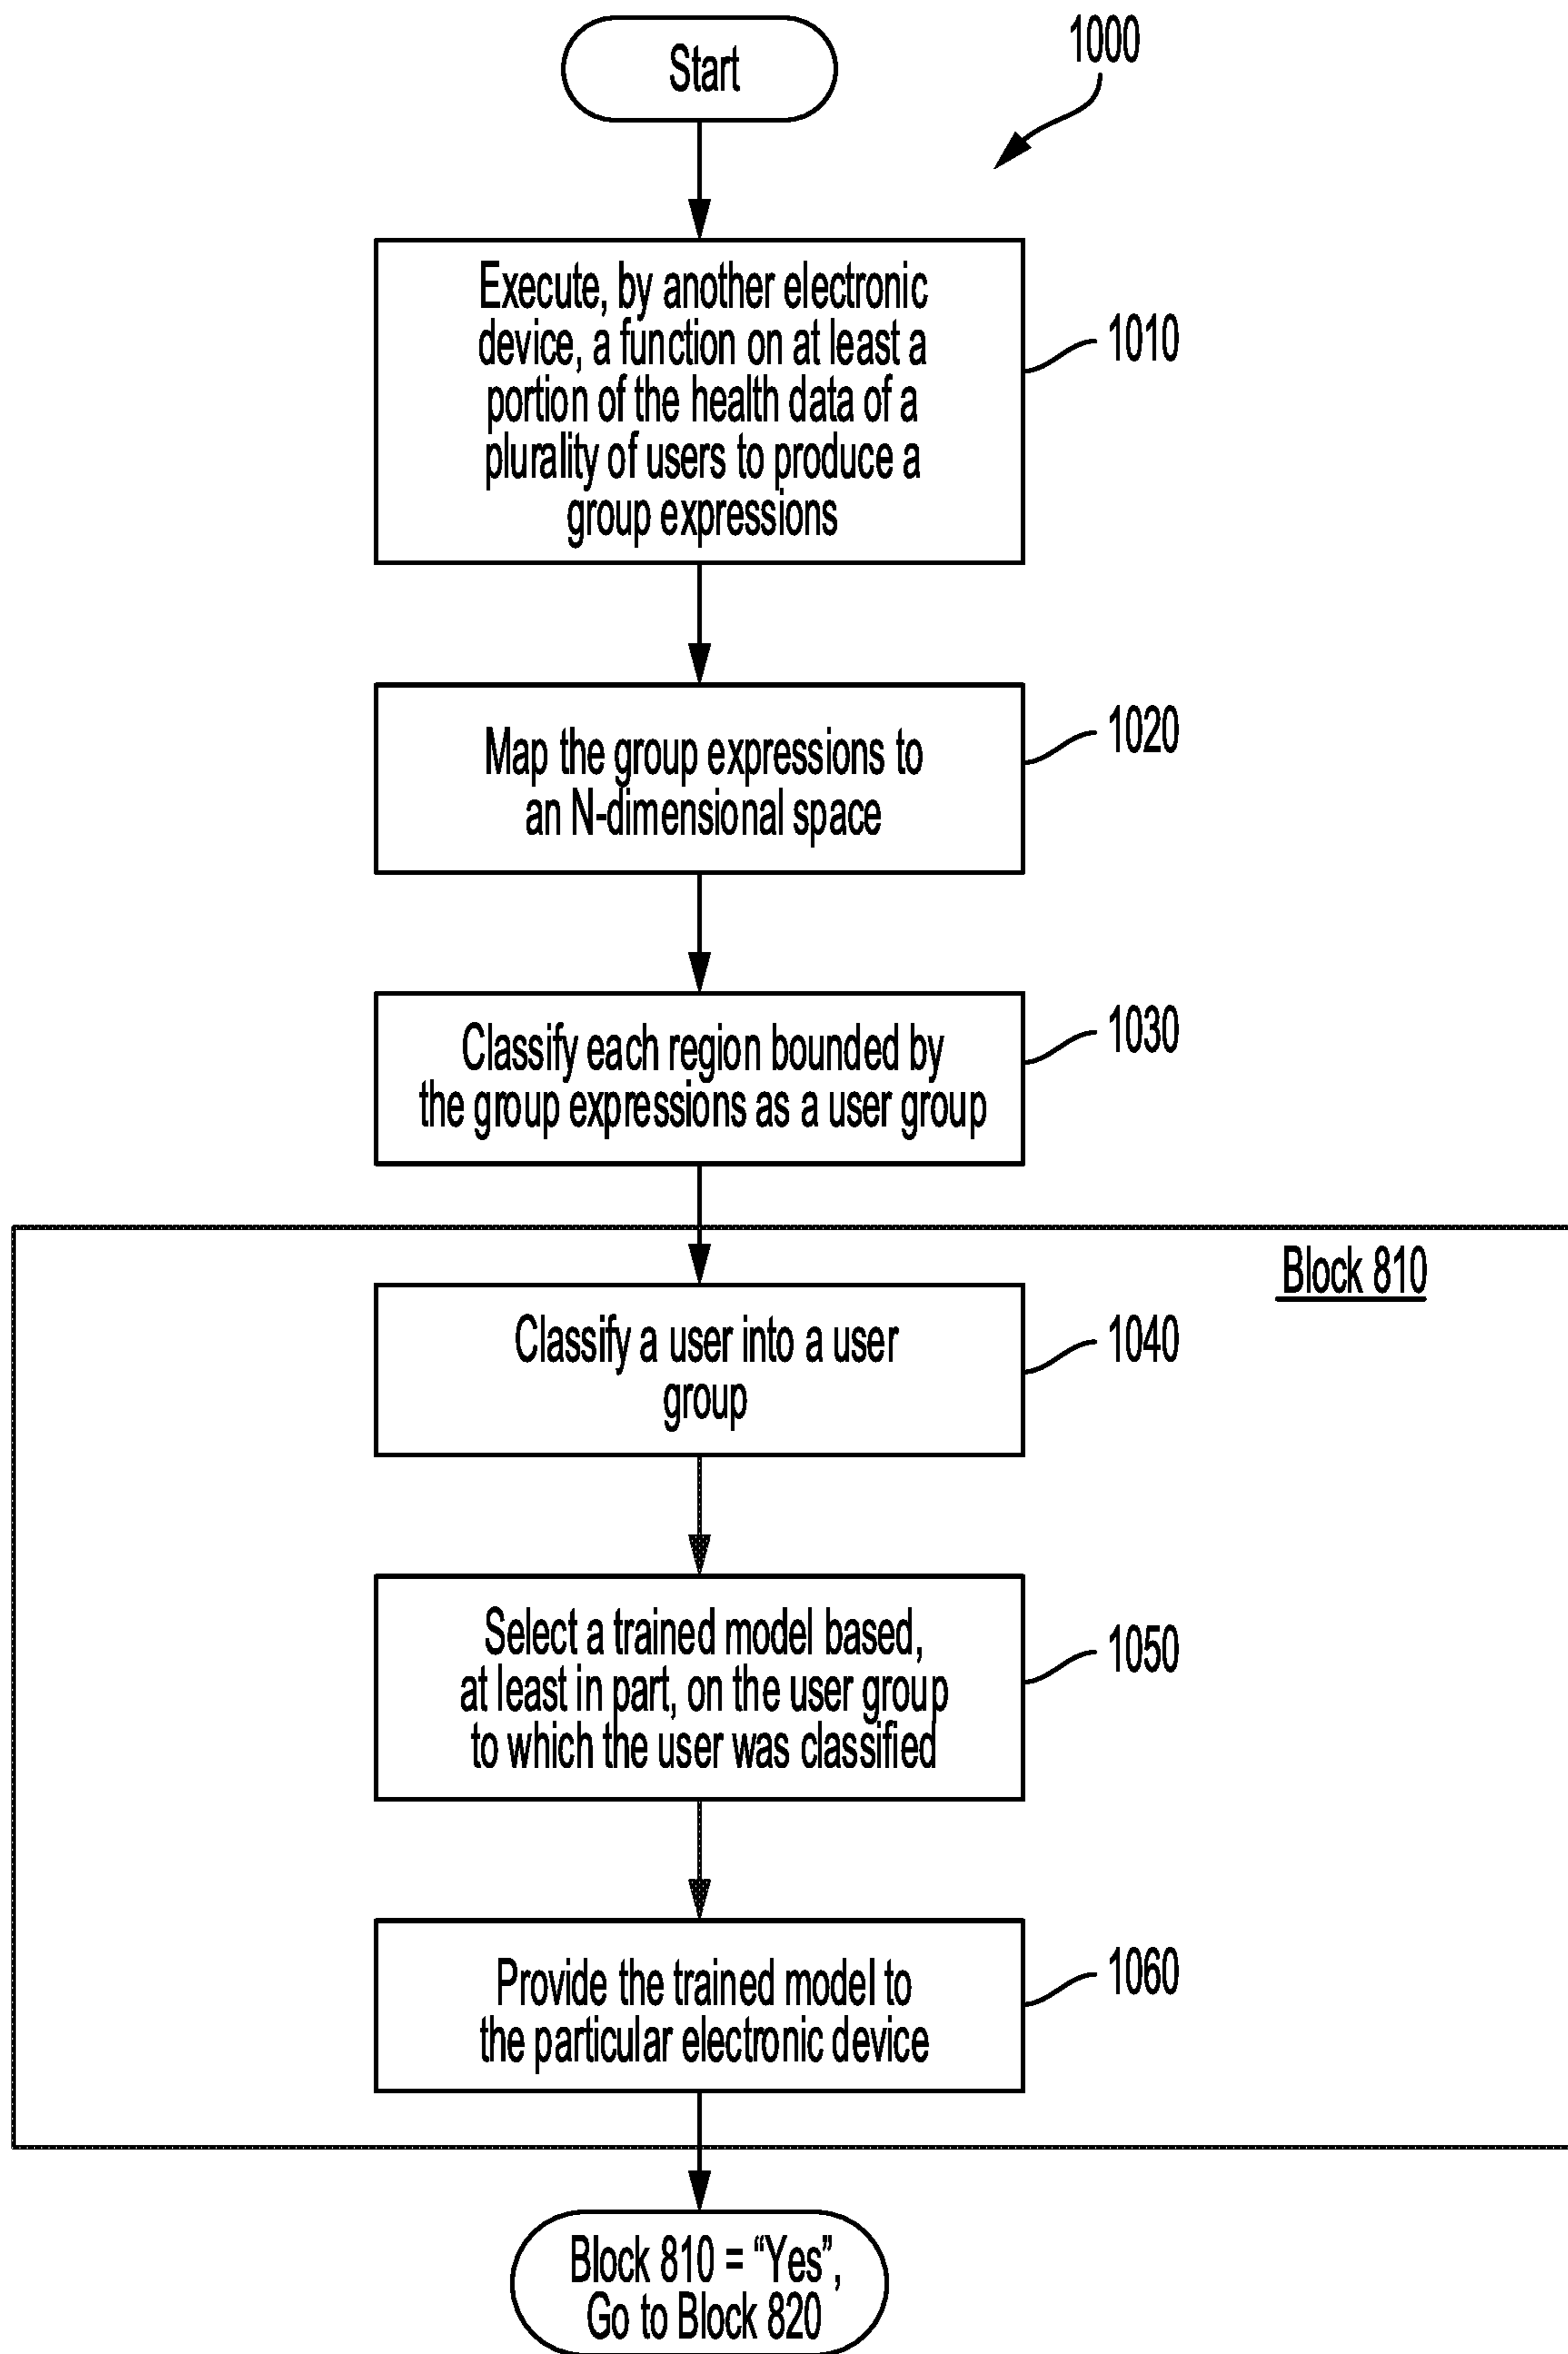 Start
1000
Execute, by another electronic
device, a function on at least a
portion of the health data of a
plurality of users to produce a
group expressions
1010
Map the group expressions to
an N-dimensional space
1020
Classify each region bounded by
the group expressions as a user group
1030
Block 810
Classify a user into a user
group
1040
Select a trained model based,
at least in part, on the user group
to which the user was classified
1050
Provide the trained model to
the particular electronic device
1060
Block 810 = “Yes”,
Go to Block 820